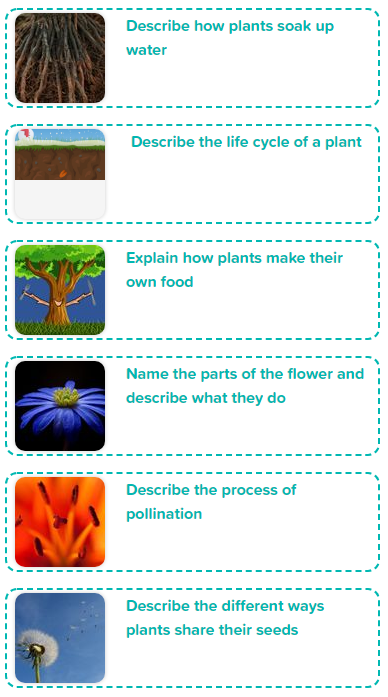 Describe how plants soak up
water
Describe the life cycle of a plant
Explain how plants make their
own food
Name the parts of the flower and
describe what they do
Describe the process of
pollination
Describe the different ways
plants share their seeds